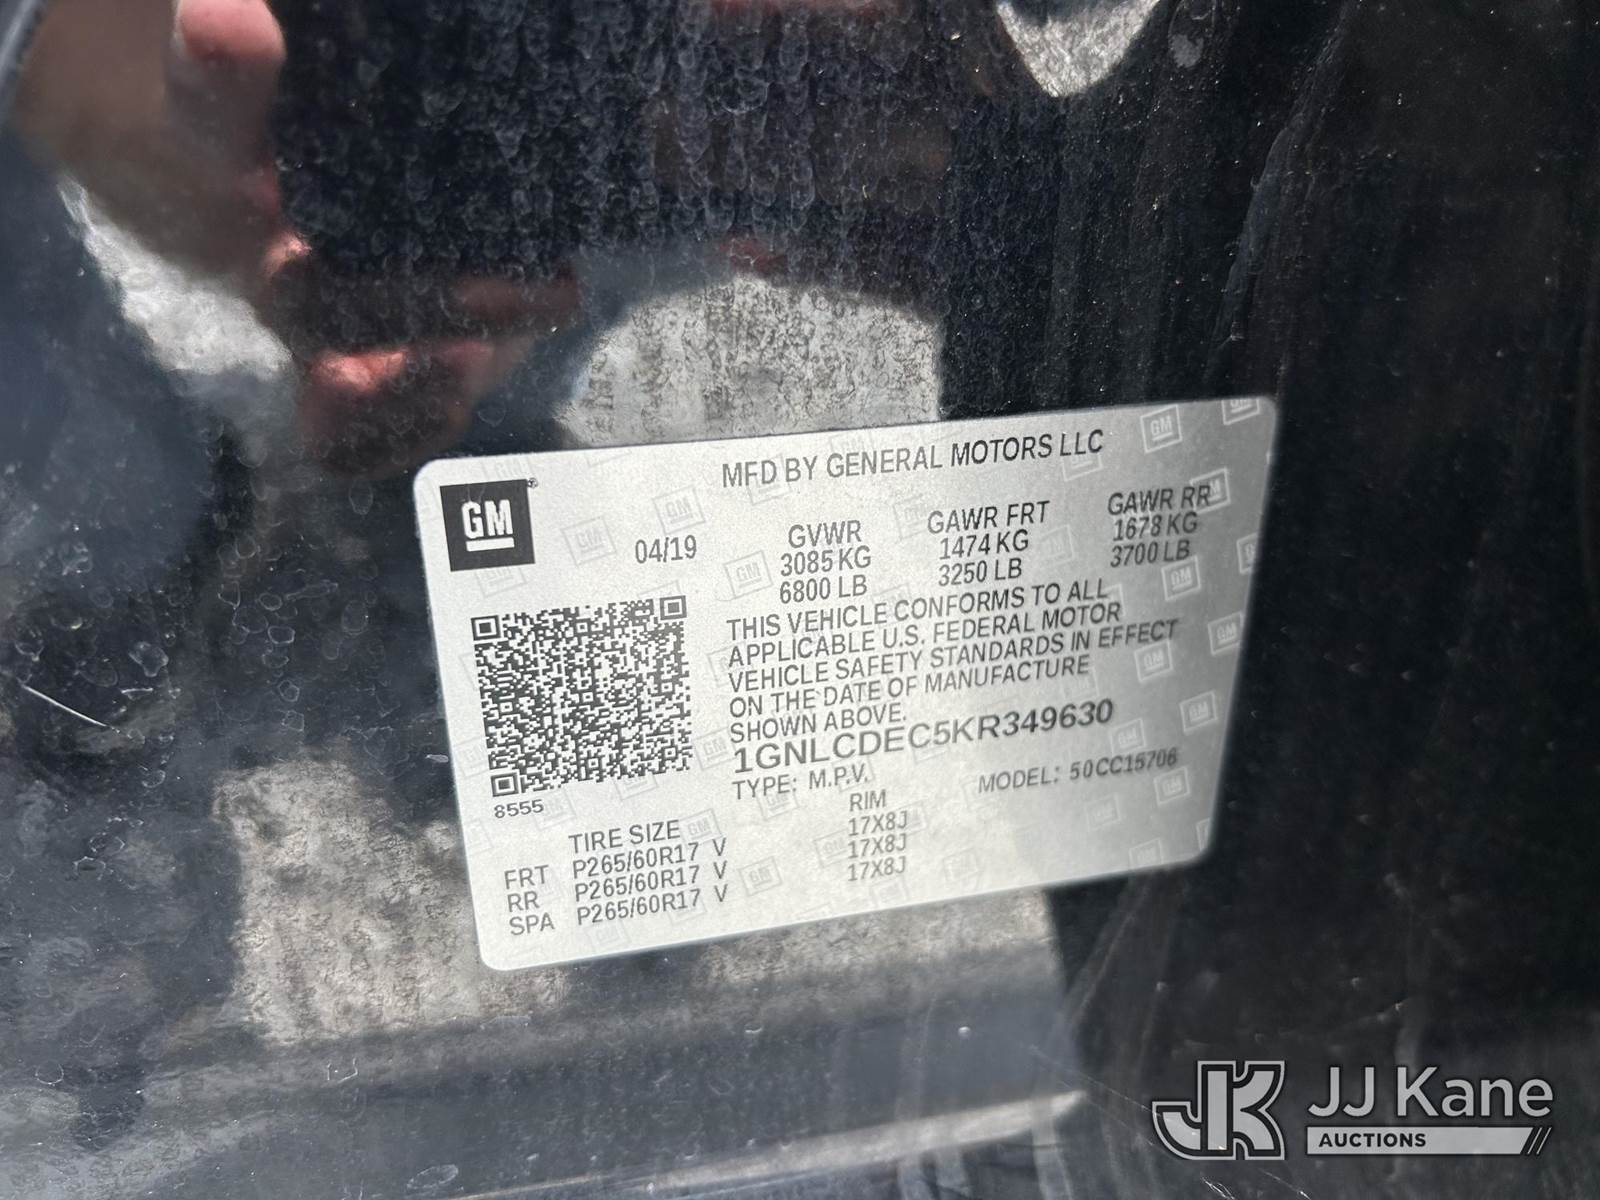 MFD BY GENERAL MOTORS LLC
GM
04/19
GVWR GAWR FRT GAWR RR
3085 KG 1474 KG 1678 KG
6800 LB 3250 LB 3700 LB
THIS VEHICLE CONFORMS TO ALL
APPLICABLE U.S. FEDERAL MOTOR
VEHICLE SAFETY STANDARDS IN EFFECT
ON THE DATE OF MANUFACTURE
SHOWN ABOVE.
1GNLCDEC5KR349630
TYPE: M.P.V. MODEL: 50CC15706
8555
TIRE SIZE RIM
FRT P265/60R17 V 17X8J
RR P265/60R17 V 17X8J
SPA P265/60R17 V 17X8J
JK JJ Kane
AUCTIONS